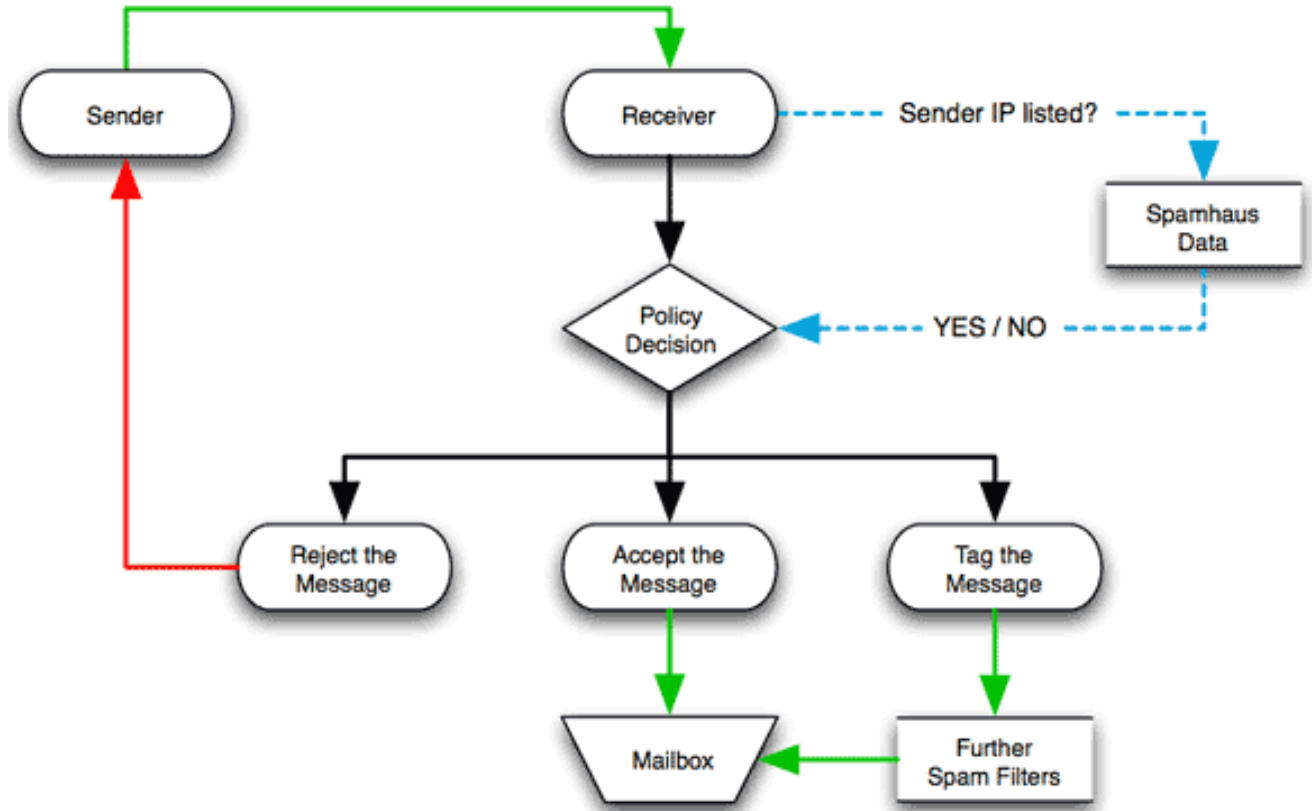 Sender
Receiver
Sender IP listed?
Spamhaus
Data
Policy
Decision
YES / NO
Reject the
Message
Accept the
Message
Tag the
Message
Mailbox
Further
Spam Filters